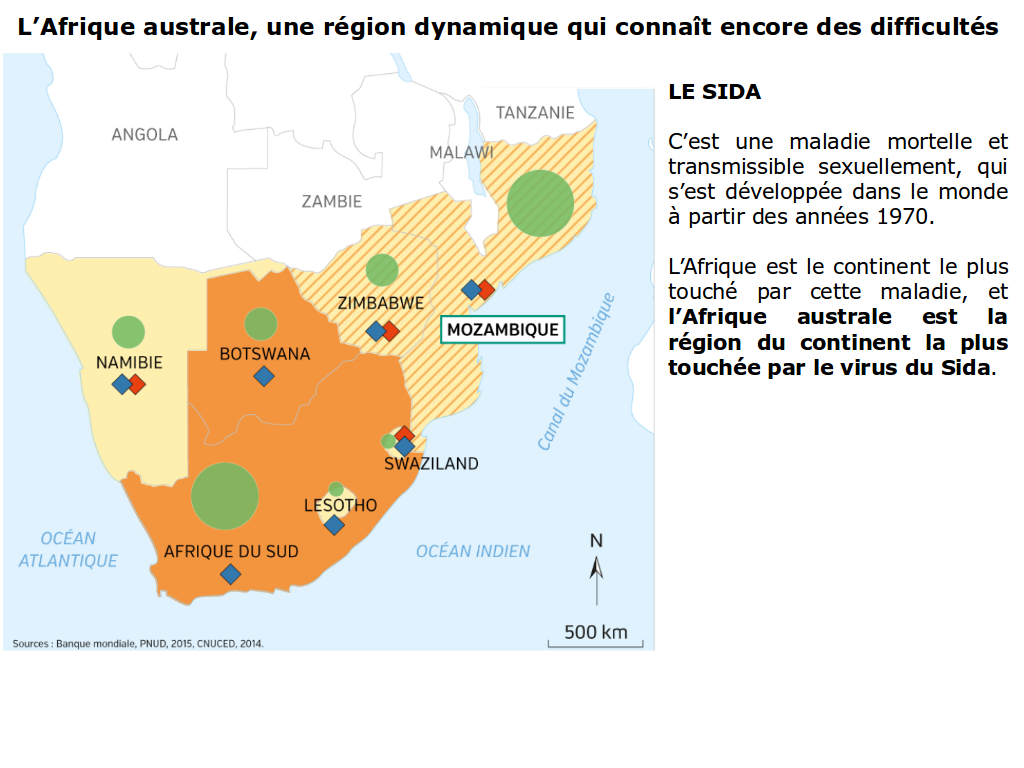 L’Afrique australe, une région dynamique qui connaît encore des difficultés
ANGOLA
TANZANIE
MALAWI
ZAMBIE
ZIMBABWE
MOZAMBIQUE
NAMIBIE
BOTSWANA
Canal du Mozambique
SWAZILAND
LESOTHO
AFRIQUE DU SUD
OCÉAN
ATLANTIQUE
OCÉAN INDIEN
N
500 km
Sources : Banque mondiale, PNUD, 2015, CNUCED, 2014.
LE SIDA
C’est une maladie mortelle et
transmissible sexuellement, qui
s’est développée dans le monde
à partir des années 1970.
L’Afrique est le continent le plus
touché par cette maladie, et
l’Afrique australe est la
région du continent la plus
touchée par le virus du Sida.